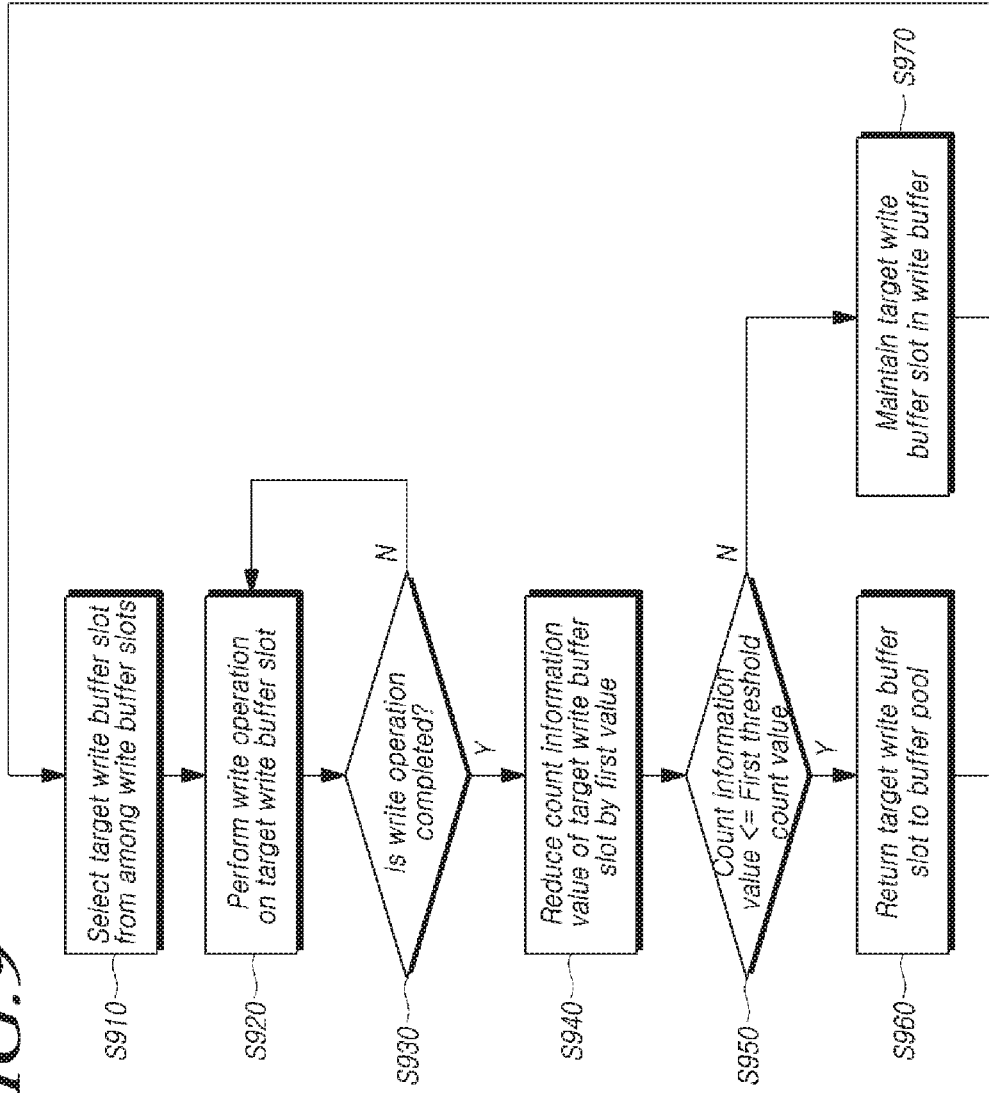 S910
Select target write buffer slot
from among write buffer slots
S920
Perform write operation
on target write buffer slot
S930
Is write operation
completed?
N
Y
S940
Reduce count information
value of target write buffer
slot by first value
S950
Count information
value <= First threshold
count value
N
Y
S960
Return target write buffer
slot to buffer pool
S970
Maintain target write
buffer slot in write buffer